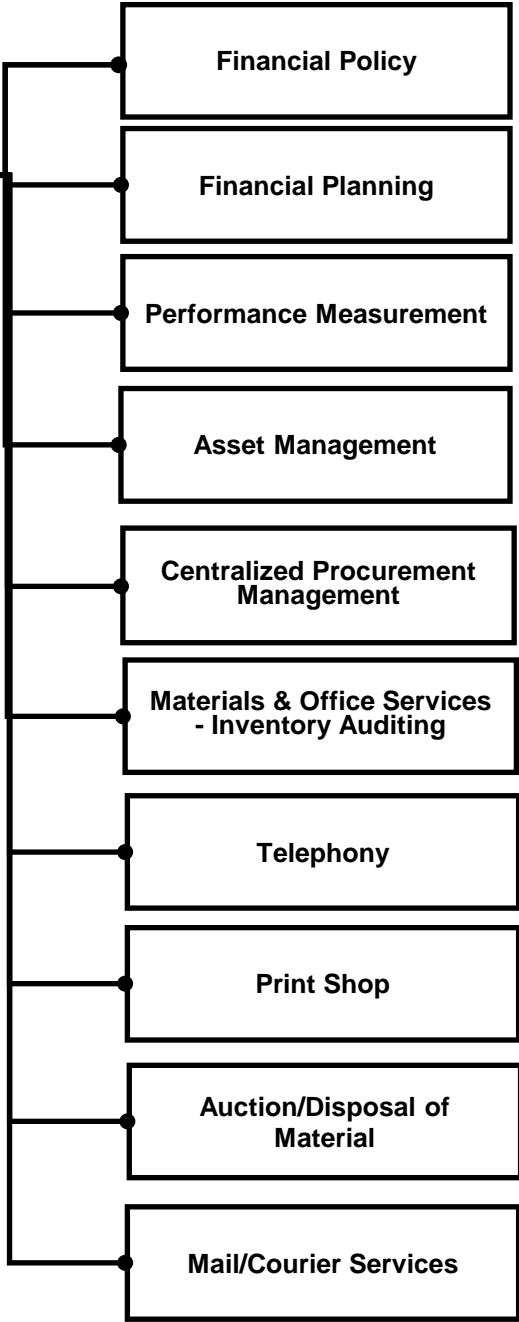 Financial Policy
Financial Planning
Performance Measurement
Asset Management
Centralized Procurement
Management
Materials & Office Services
- Inventory Auditing
Telephony
Print Shop
Auction/Disposal of
Material
Mail/Courier Services